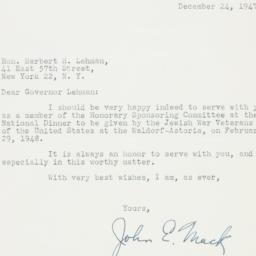 December 24, 1947
Hon. Herbert H. Lehman,
41 East 57th Street,
New York 22, N. Y.
Dear Governor Lehman:
I should be very happy indeed to serve with y
as a member of the Honorary Sponsoring Committee at the
National Dinner to be given by the Jewish War Veterans
of the United States at the Waldorf-Astoria, on Februar
29, 1948.
It is always an honor to serve with you, and
especially in this worthy matter.
With very best wishes, I am, as ever,
Yours,
John E. Mack